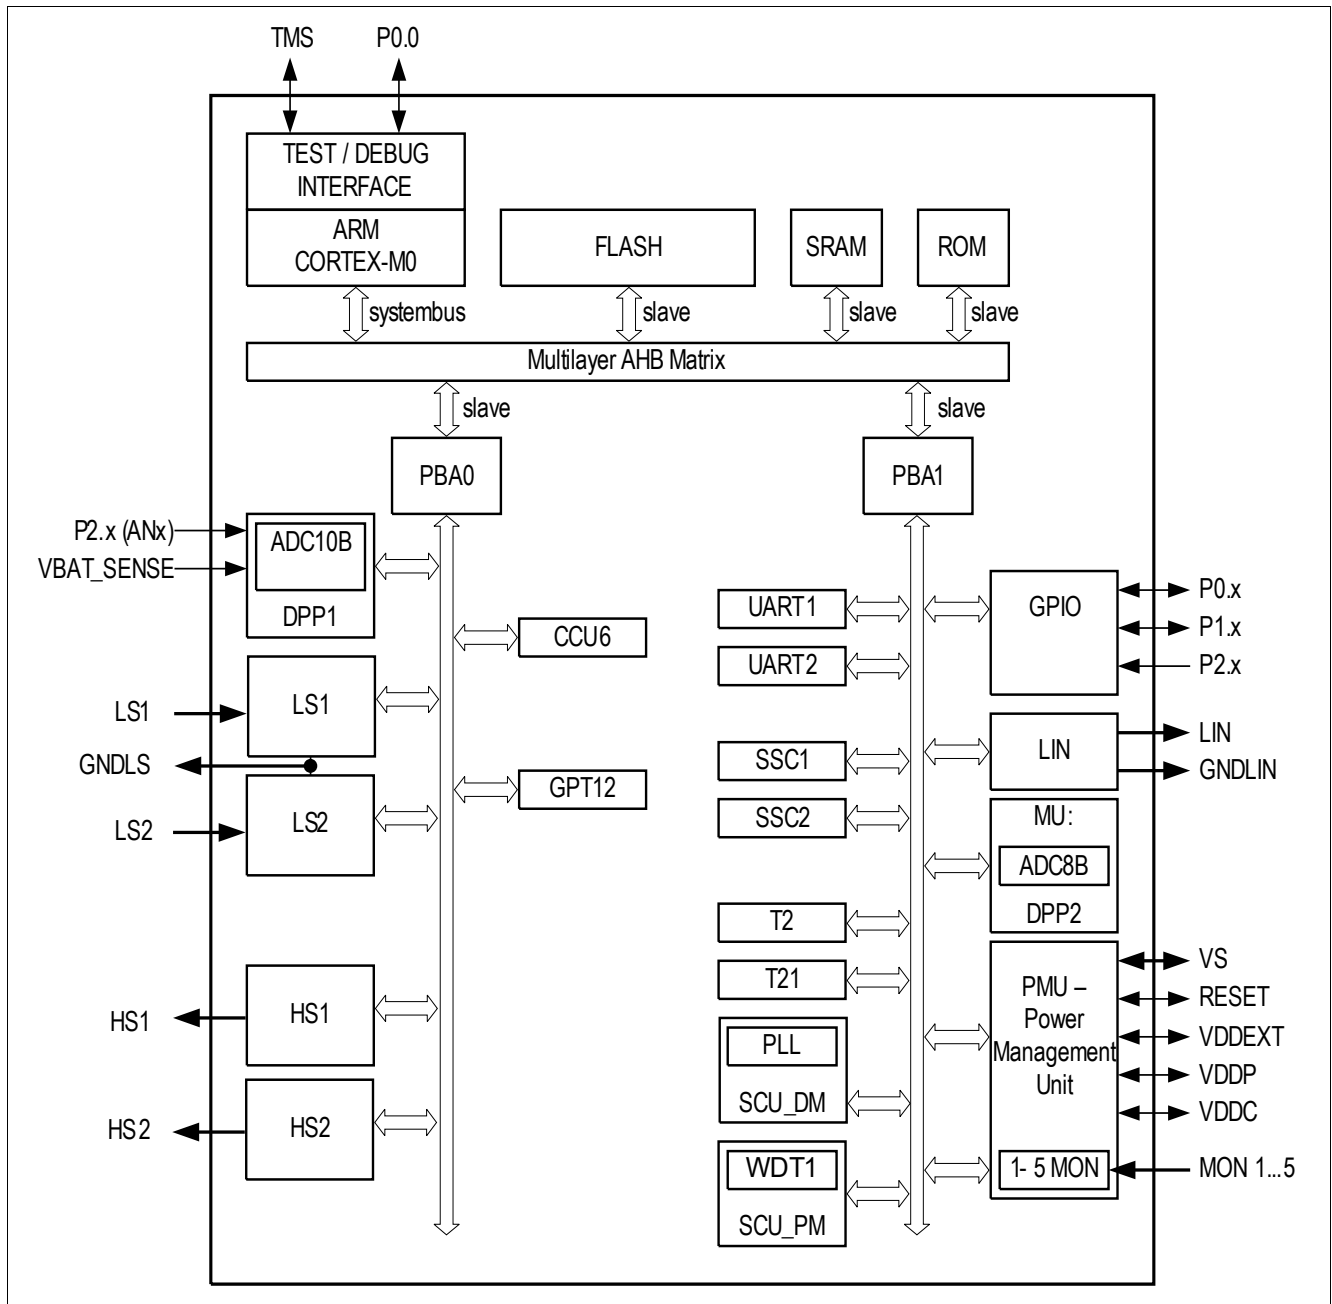 TMS
P0.0
TEST / DEBUG
INTERFACE
ARM
CORTEX-M0
FLASH
SRAM
ROM
systembus
slave
slave
slave
Multilayer AHB Matrix
slave
slave
PBA0
PBA1
P2.x (ANx)
VBAT_SENSE
ADC10B
DPP1
CCU6
LS1
LS1
GNDLS
LS2
LS2
GPT12
HS1
HS1
HS2
HS2
UART1
UART2
SSC1
SSC2
T2
T21
PLL
SCU_DM
WDT1
SCU_PM
GPIO
P0.x
P1.x
P2.x
LIN
LIN
GNDLIN
MU:
ADC8B
DPP2
PMU –
Power
Management
Unit
VS
RESET
VDDEXT
VDDP
VDDC
1- 5 MON
MON 1...5